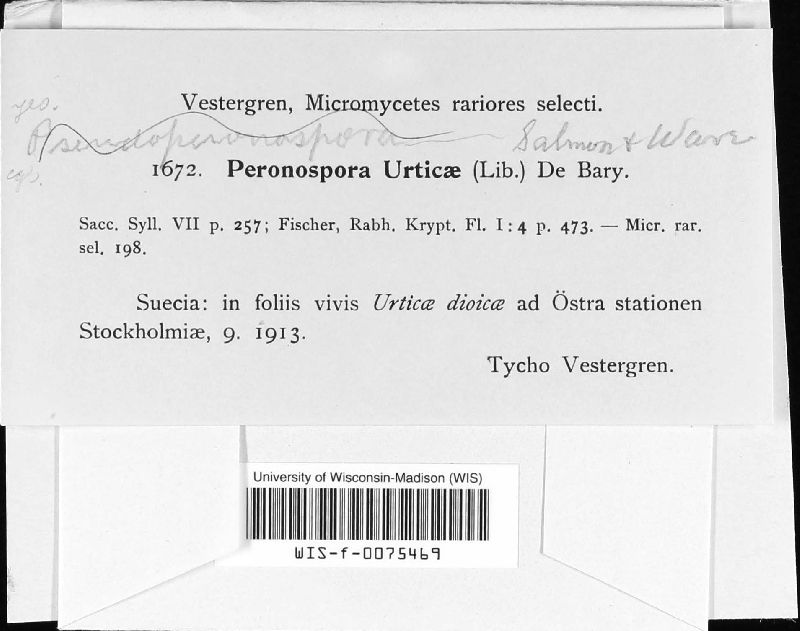 Vestergren, Micromycetes rariores selecti.
geo.
Pseudoperonospora Salmon & Ware
1672. Peronospora Urticæ (Lib.) De Bary.
Sacc. Syll. VII p. 257; Fischer, Rabh. Krypt. Fl. I:4 p. 473. — Micr. rar.
sel. 198.
Suecia: in foliis vivis Urticæ dioicæ ad Östra stationen
Stockholmiæ, 9. 1913.
Tycho Vestergren.
University of Wisconsin-Madison (WIS)
WIS-f-0075469